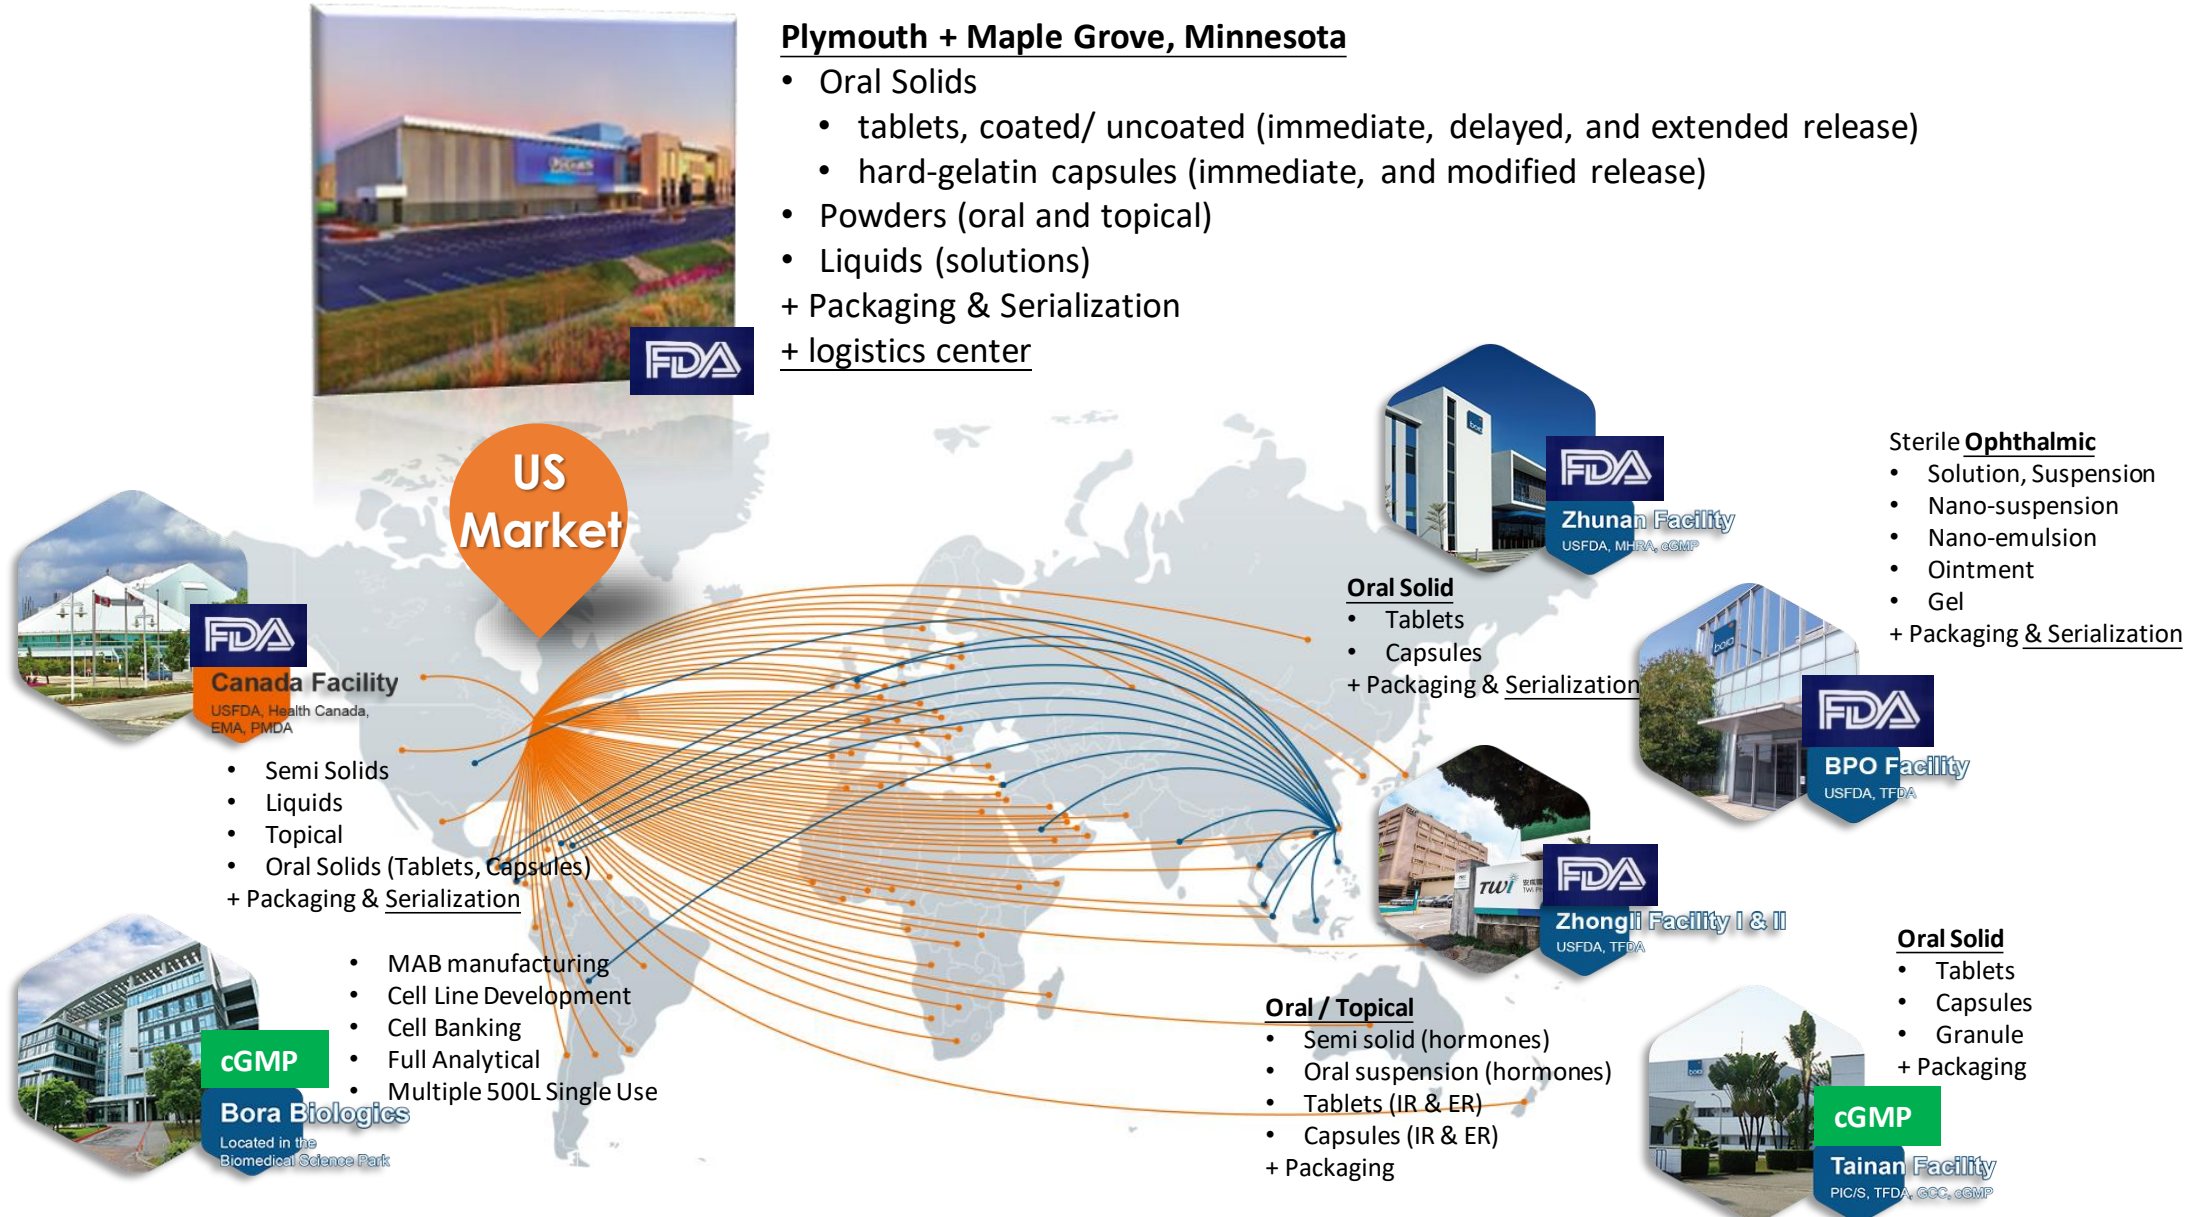 Plymouth + Maple Grove, Minnesota
• Oral Solids
• tablets, coated/ uncoated (immediate, delayed, and extended release)
• hard-gelatin capsules (immediate, and modified release)
• Powders (oral and topical)
• Liquids (solutions)
+ Packaging & Serialization
+ logistics center
FDA
US
Market
FDA
Canada Facility
USFDA, Health Canada,
EMA, PMDA
• Semi Solids
• Liquids
• Topical
• Oral Solids (Tablets, Capsules)
+ Packaging & Serialization
cGMP
Bora Biologics
Located in the
Biomedical Science Park
• MAB manufacturing
• Cell Line Development
• Cell Banking
• Full Analytical
• Multiple 500L Single Use
bora
FDA
Zhunan Facility
USFDA, MHRA, cGMP
Oral Solid
• Tablets
• Capsules
+ Packaging & Serialization
Sterile Ophthalmic
• Solution, Suspension
• Nano-suspension
• Nano-emulsion
• Ointment
• Gel
+ Packaging & Serialization
bora
FDA
BPO Facility
USFDA, TFDA
TWi
FDA
Zhongli Facility I & II
USFDA, TFDA
Oral / Topical
• Semi solid (hormones)
• Oral suspension (hormones)
• Tablets (IR & ER)
• Capsules (IR & ER)
+ Packaging
Oral Solid
• Tablets
• Capsules
• Granule
+ Packaging
bora
cGMP
Tainan Facility
PIC/S, TFDA, GCC, cGMP